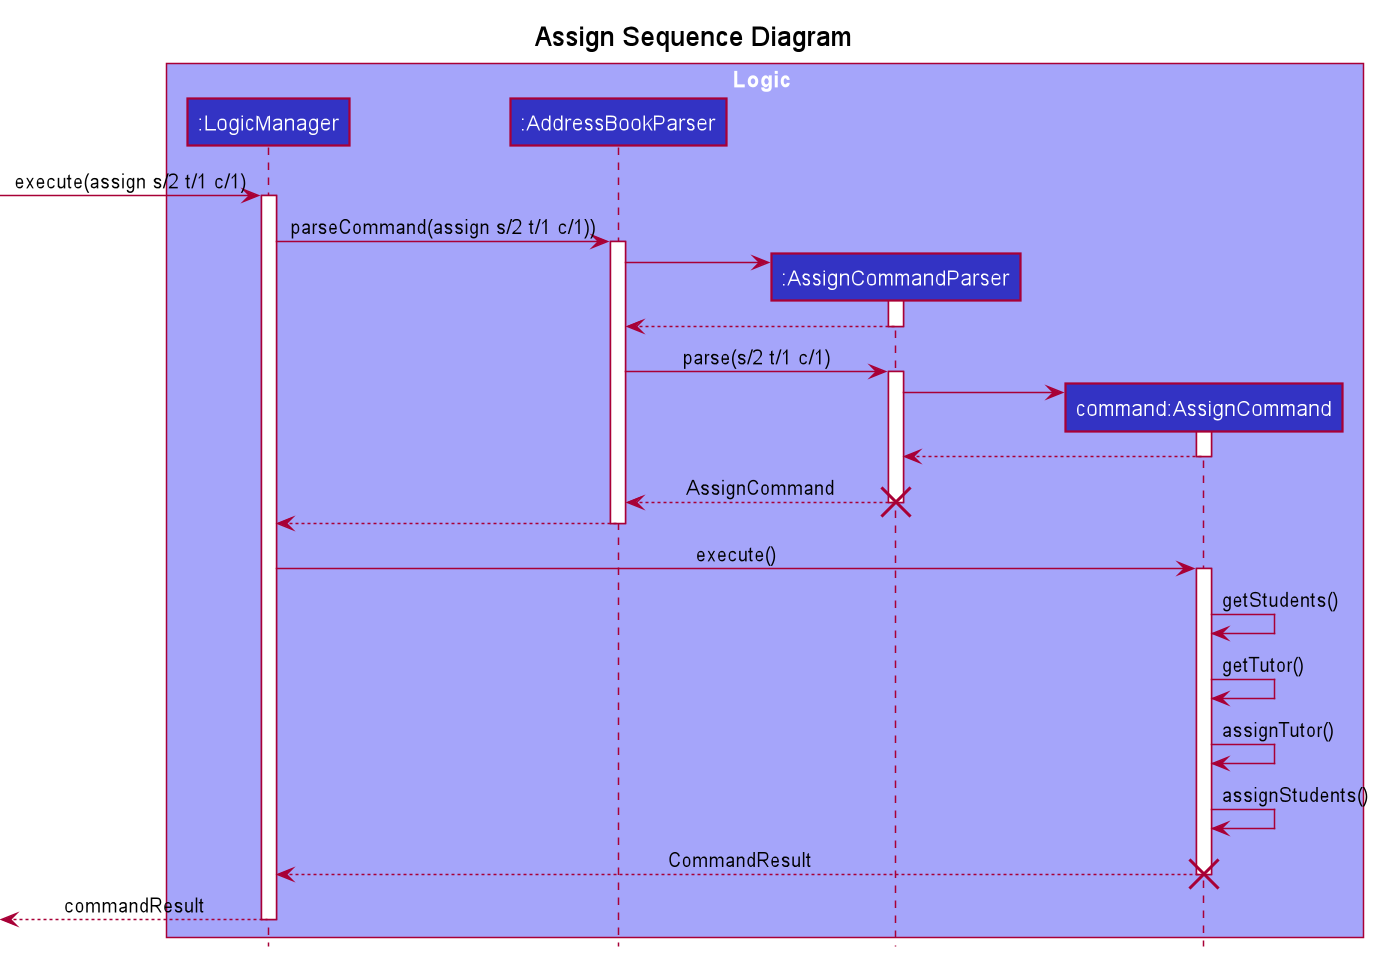 Assign Sequence Diagram
Logic
:LogicManager
:AddressBookParser
execute(assign s/2 t/1 c/1)
parseCommand(assign s/2 t/1 c/1))
:AssignCommandParser
parse(s/2 t/1 c/1)
command:AssignCommand
AssignCommand
execute()
getStudents()
getTutor()
assignTutor()
assignStudents()
CommandResult
commandResult